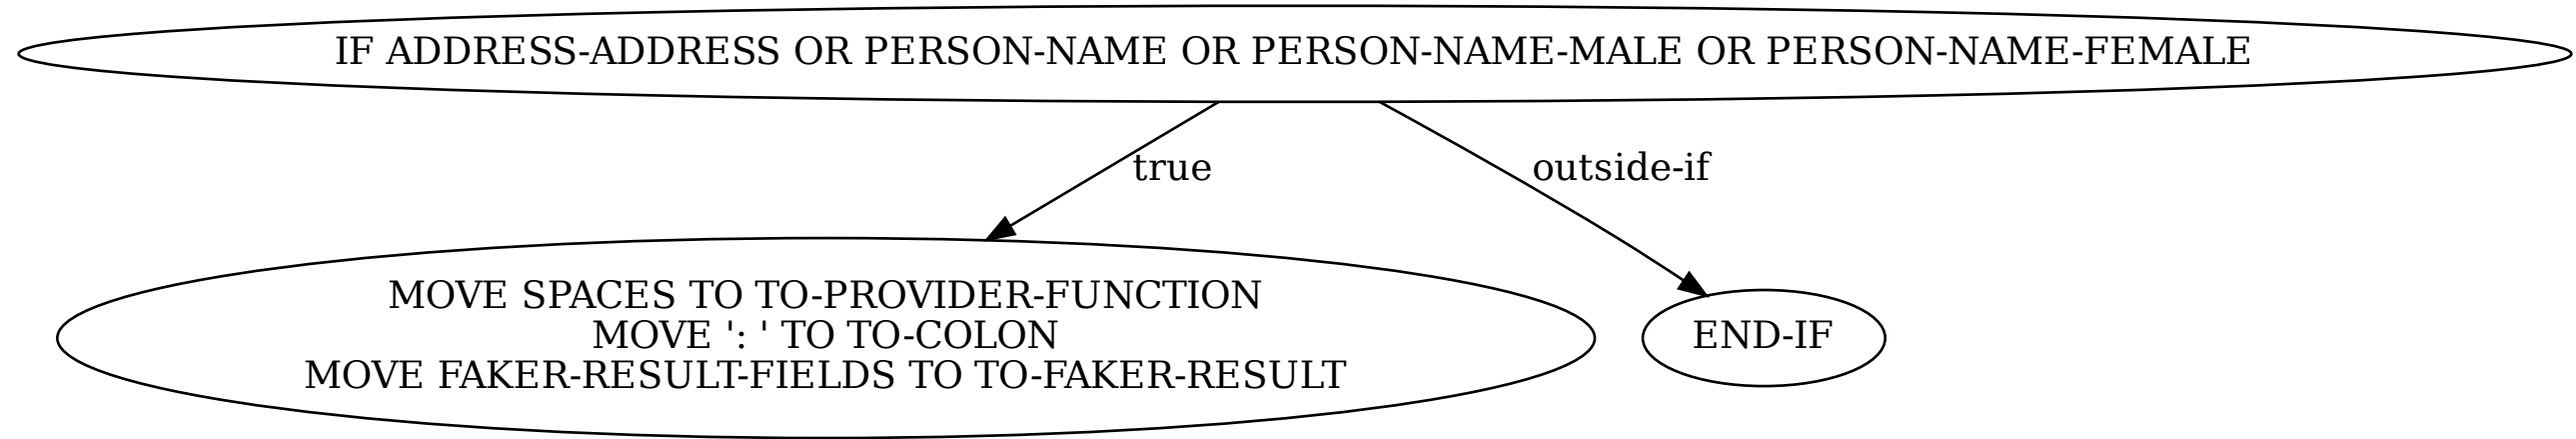 IF ADDRESS-ADDRESS OR PERSON-NAME OR PERSON-NAME-MALE OR PERSON-NAME-FEMALE
true
outside-if
MOVE SPACES TO TO-PROVIDER-FUNCTION
MOVE ': ' TO TO-COLON
MOVE FAKER-RESULT-FIELDS TO TO-FAKER-RESULT
END-IF